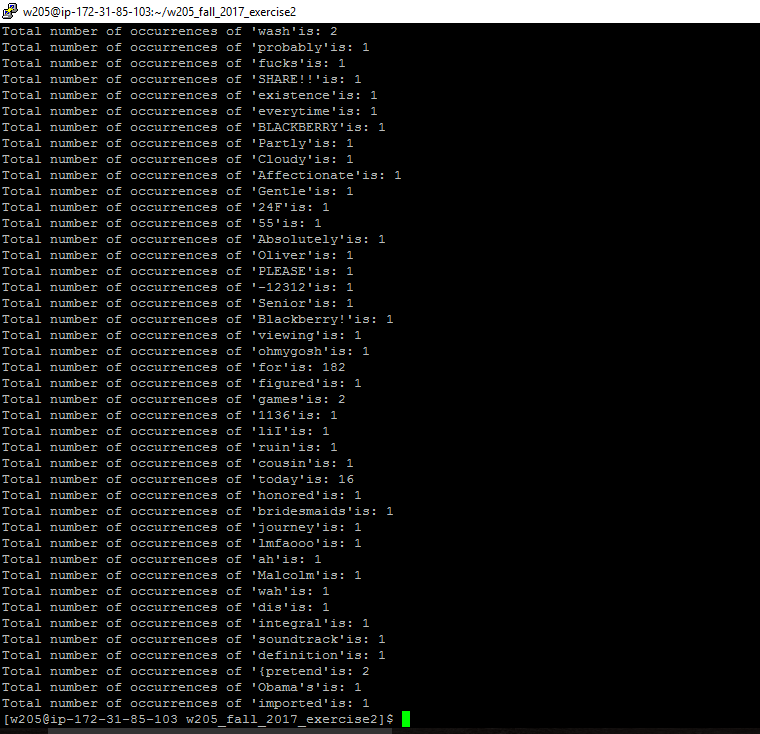 w205@ip-172-31-85-103:~/w205_fall_2017_exercise2
Total number of occurrences of 'wash'is: 2
Total number of occurrences of 'probably'is: 1
Total number of occurrences of 'fucks'is: 1
Total number of occurrences of 'SHARE!!'is: 1
Total number of occurrences of 'existence'is: 1
Total number of occurrences of 'everytime'is: 1
Total number of occurrences of 'BLACKBERRY'is: 1
Total number of occurrences of 'Partly'is: 1
Total number of occurrences of 'Cloudy'is: 1
Total number of occurrences of 'Affectionate'is: 1
Total number of occurrences of 'Gentle'is: 1
Total number of occurrences of '24F'is: 1
Total number of occurrences of '55'is: 1
Total number of occurrences of 'Absolutely'is: 1
Total number of occurrences of 'Oliver'is: 1
Total number of occurrences of 'PLEASE'is: 1
Total number of occurrences of '-12312'is: 1
Total number of occurrences of 'Senior'is: 1
Total number of occurrences of 'Blackberry!'is: 1
Total number of occurrences of 'viewing'is: 1
Total number of occurrences of 'ohmygosh'is: 1
Total number of occurrences of 'for'is: 182
Total number of occurrences of 'figured'is: 1
Total number of occurrences of 'games'is: 2
Total number of occurrences of '1136'is: 1
Total number of occurrences of 'liI'is: 1
Total number of occurrences of 'ruin'is: 1
Total number of occurrences of 'cousin'is: 1
Total number of occurrences of 'today'is: 16
Total number of occurrences of 'honored'is: 1
Total number of occurrences of 'bridesmaids'is: 1
Total number of occurrences of 'journey'is: 1
Total number of occurrences of 'lmfaooo'is: 1
Total number of occurrences of 'ah'is: 1
Total number of occurrences of 'Malcolm'is: 1
Total number of occurrences of 'wah'is: 1
Total number of occurrences of 'dis'is: 1
Total number of occurrences of 'integral'is: 1
Total number of occurrences of 'soundtrack'is: 1
Total number of occurrences of 'definition'is: 1
Total number of occurrences of '{pretend'is: 2
Total number of occurrences of 'Obama's'is: 1
Total number of occurrences of 'imported'is: 1
[w205@ip-172-31-85-103 w205_fall_2017_exercise2]$